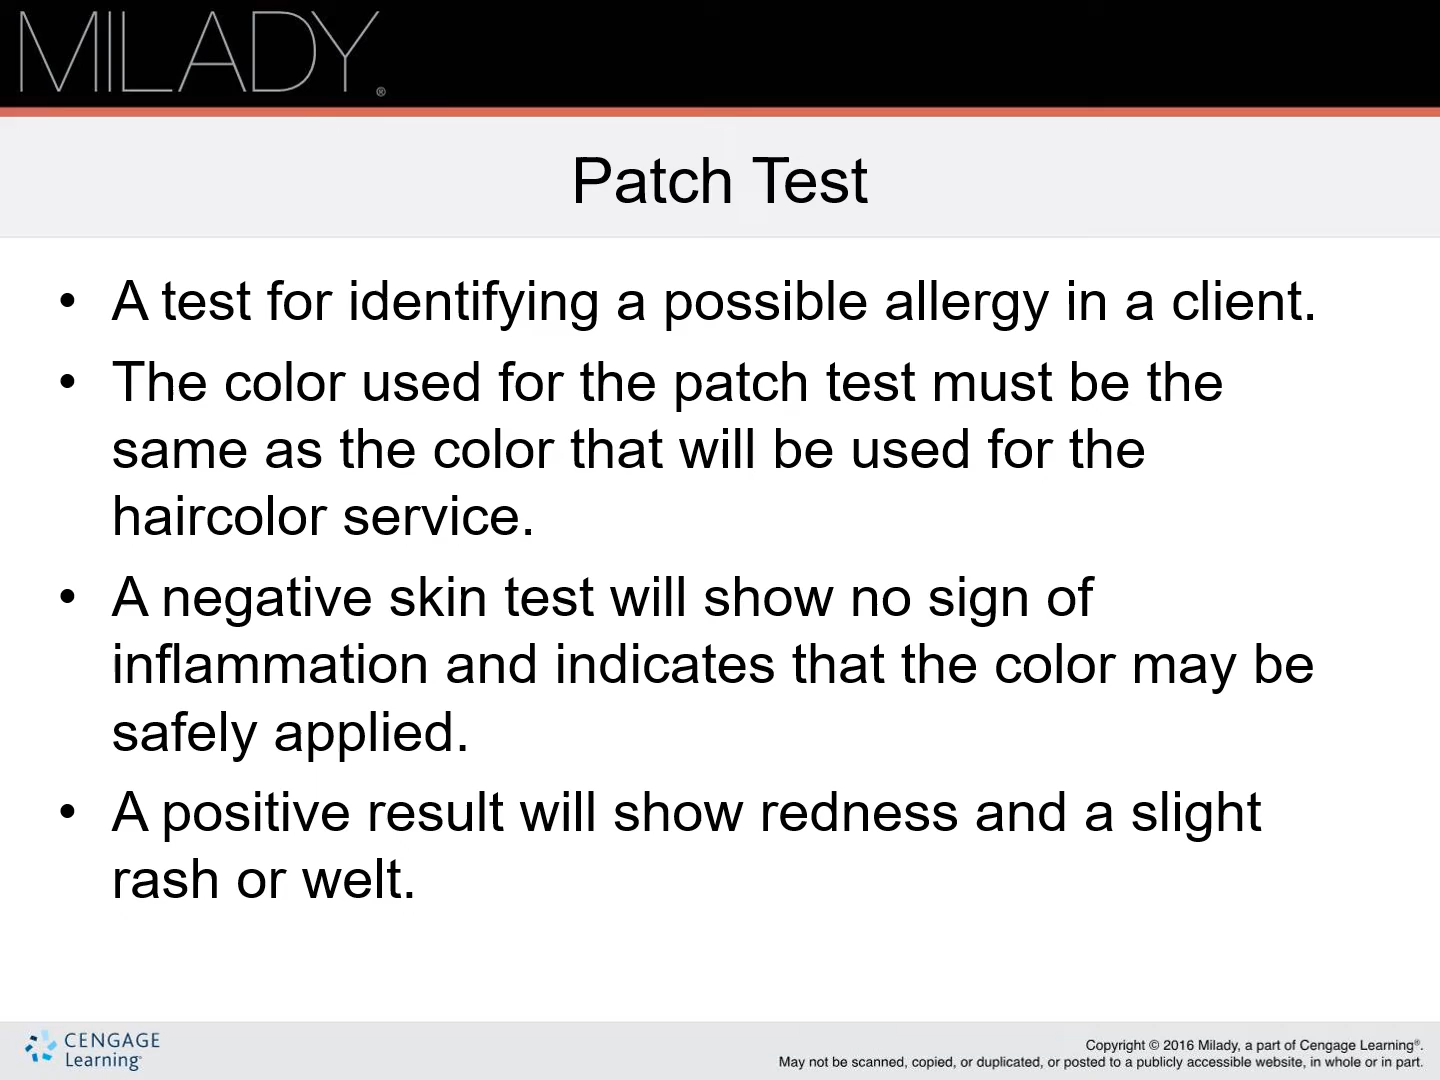 MILADY®
Patch Test
• A test for identifying a possible allergy in a client.
• The color used for the patch test must be the
same as the color that will be used for the
haircolor service.
• A negative skin test will show no sign of
inflammation and indicates that the color may be
safely applied.
• A positive result will show redness and a slight
rash or welt.
CENGAGE
Learning®
Copyright © 2016 Milady, a part of Cengage Learning®.
May not be scanned, copied, or duplicated, or posted to a publicly accessible website, in whole or in part.